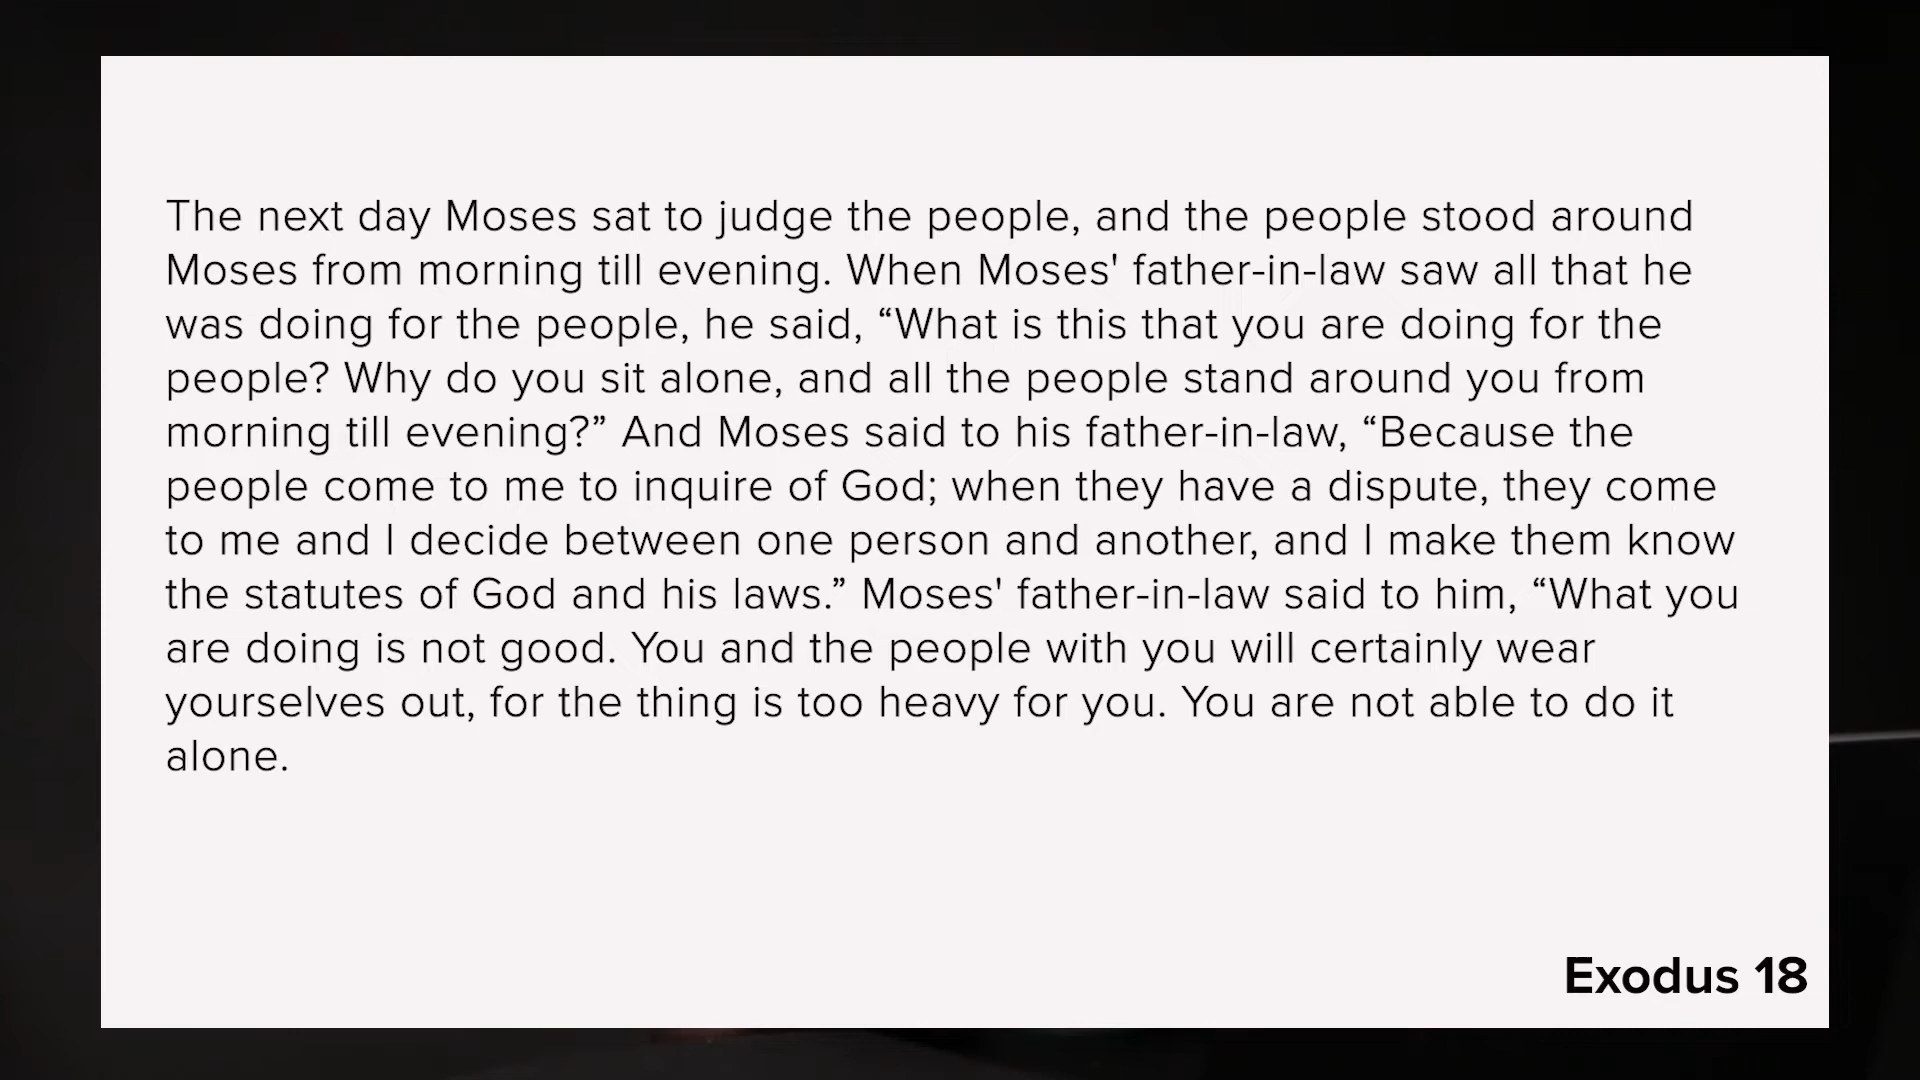 The next day Moses sat to judge the people, and the people stood around
Moses from morning till evening. When Moses' father-in-law saw all that he
was doing for the people, he said, “What is this that you are doing for the
people? Why do you sit alone, and all the people stand around you from
morning till evening?” And Moses said to his father-in-law, “Because the
people come to me to inquire of God; when they have a dispute, they come
to me and I decide between one person and another, and I make them know
the statutes of God and his laws.” Moses' father-in-law said to him, “What you
are doing is not good. You and the people with you will certainly wear
yourselves out, for the thing is too heavy for you. You are not able to do it
alone.
Exodus 18